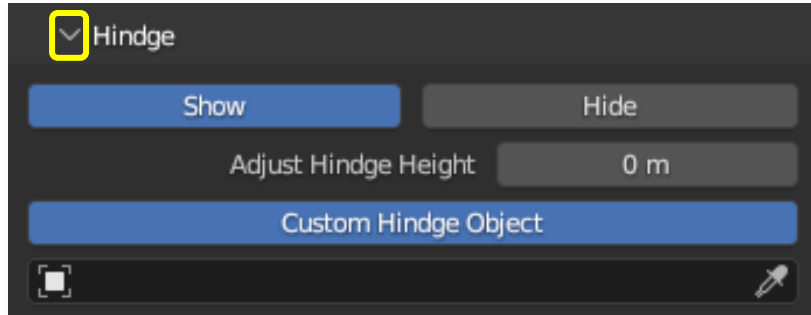 Hindge
Show Hide
Adjust Hindge Height 0 m
Custom Hindge Object